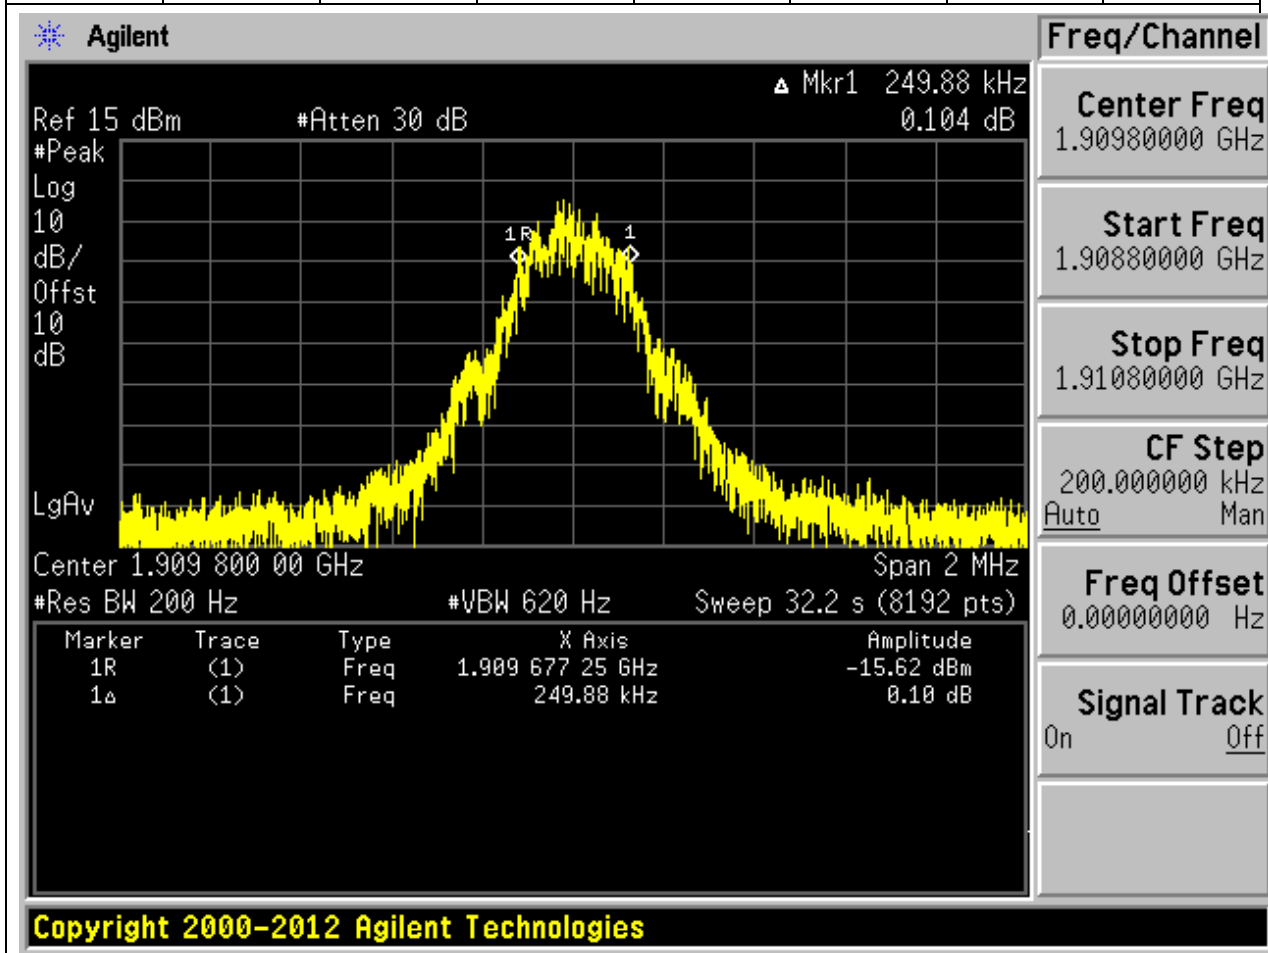 Agilent
Freq/Channel
▵ Mkr1 249.88 kHz
Ref 15 dBm #Atten 30 dB 0.104 dB
#Peak
Log
10
dB/
Offst
10
dB
LgAv
1R
1
Center 1.909 800 00 GHz Span 2 MHz
#Res BW 200 Hz #VBW 620 Hz Sweep 32.2 s (8192 pts)
Marker Trace Type X Axis Amplitude
1R (1) Freq 1.909 677 25 GHz -15.62 dBm
1▵ (1) Freq 249.88 kHz 0.10 dB
Center Freq
1.90980000 GHz
Start Freq
1.90880000 GHz
Stop Freq
1.91080000 GHz
CF Step
200.000000 kHz
Auto Man
Freq Offset
0.00000000 Hz
Signal Track
On Off
Copyright 2000-2012 Agilent Technologies